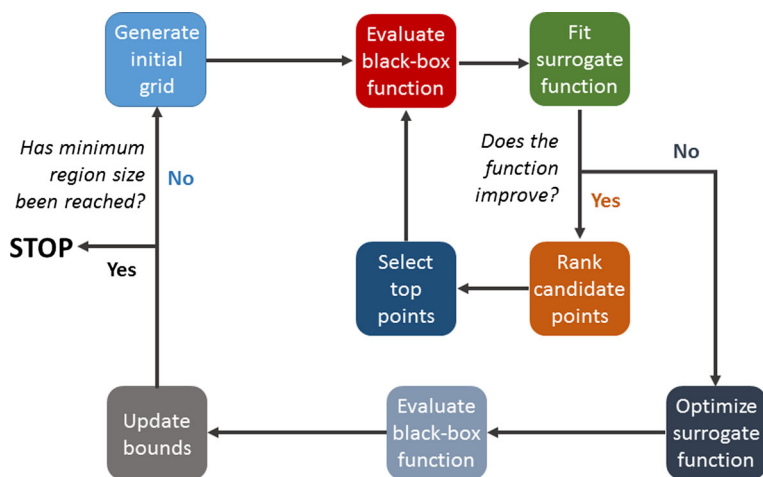 Generate
initial
grid
Evaluate
black-box
function
Fit
surrogate
function
Has minimum
region size
been reached?
No
Does the
function
improve?
No
Yes
STOP
Yes
Select
top
points
Rank
candidate
points
Update
bounds
Evaluate
black-box
function
Optimize
surrogate
function